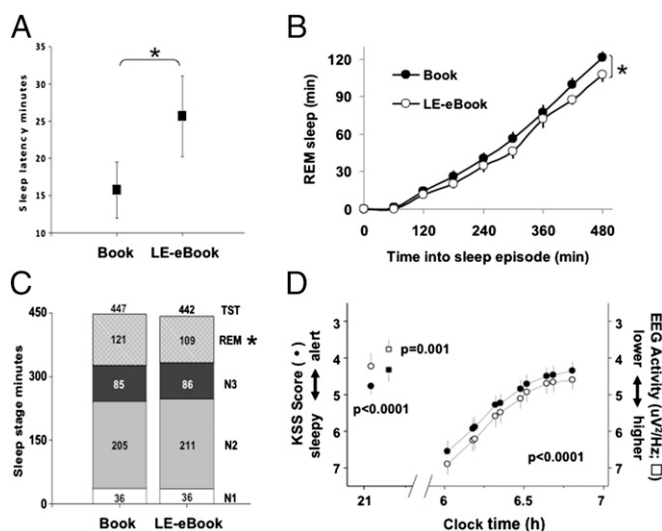 A
Sleep latency minutes
35
30
25
20
15
10
*
Book
LE-eBook
B
REM sleep (min)
120
90
60
30
0
Book
LE-eBook
*
0
120
240
360
480
Time into sleep episode (min)
C
Sleep stage minutes
450
300
150
0
447
442
TST
121
109
REM *
85
86
N3
205
211
N2
36
36
N1
Book
LE-eBook
D
KSS Score (•)
sleepy ↔ alert
3
4
5
6
7
p=0.001
p<0.0001
p<0.0001
3
4
5
6
7
EEG Activity (uV²/Hz; □)
higher ↔ lower
21
6
6.5
7
Clock time (h)